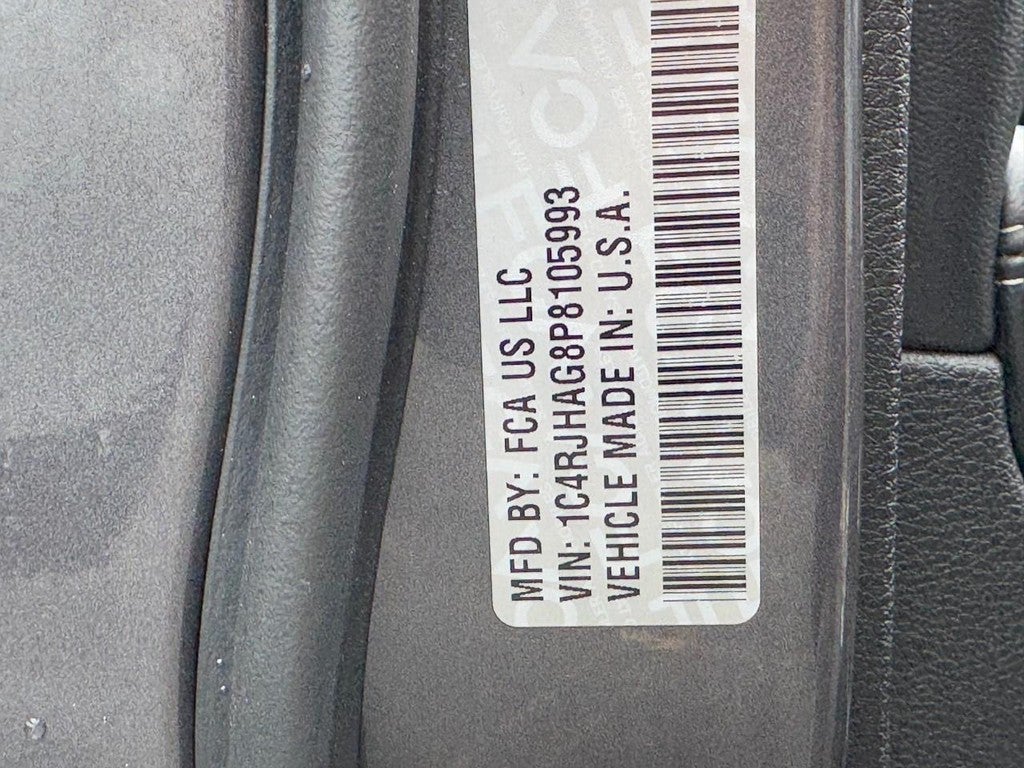 MFD BY: FCA US LLC
VIN: 1C4RJHAG8P8105993
VEHICLE MADE IN: U.S.A.